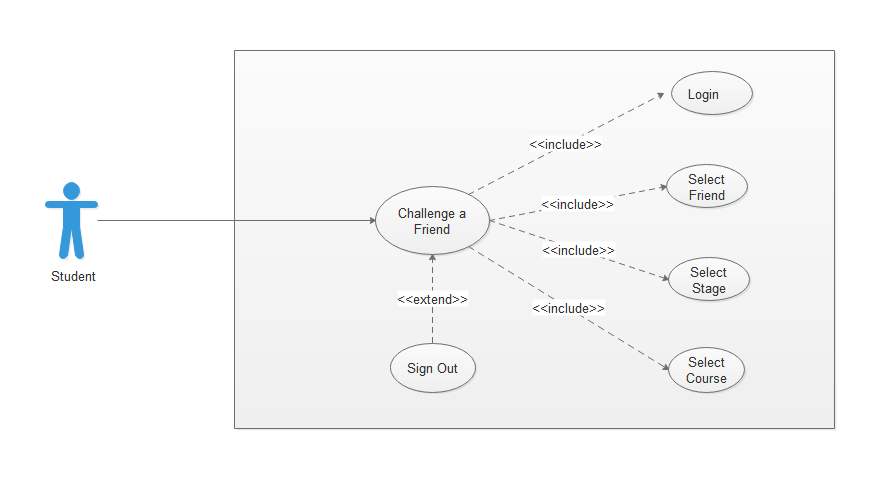 Login
<<include>>
Select
Friend
<<include>>
Challenge a
Friend
<<include>>
Student
Select
Stage
<<extend>>
<<include>>
Sign Out
Select
Course